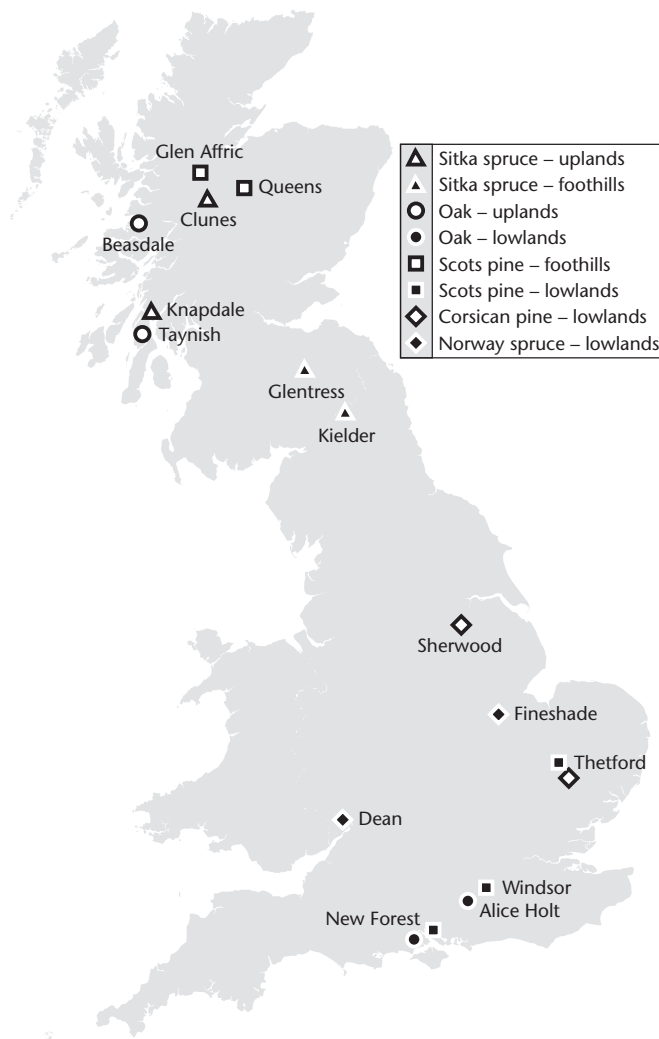 Glen Affric
Queens
Clunes
Beasdale
Knapdale
Taynish
Glentress
Kielder
Sherwood
Fineshade
Thetford
Dean
Windsor
Alice Holt
New Forest
Sitka spruce – uplands
Sitka spruce – foothills
Oak – uplands
Oak – lowlands
Scots pine – foothills
Scots pine – lowlands
Corsican pine – lowlands
Norway spruce – lowlands